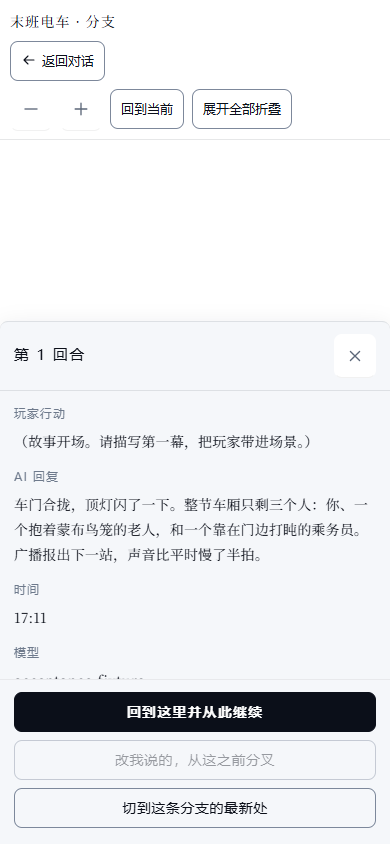 末班电车 · 分支
← 返回对话
回到当前
展开全部折叠
第 1 回合
玩家行动
（故事开场。请描写第一幕，把玩家带进场景。）
AI 回复
车门合拢，顶灯闪了一下。整节车厢只剩三个人：你、一
个抱着蒙布鸟笼的老人，和一个靠在门边打盹的乘务员。
广播报出下一站，声音比平时慢了半拍。
时间
17:11
模型
回到这里并从此继续
改我说的，从这之前分叉
切到这条分支的最新处